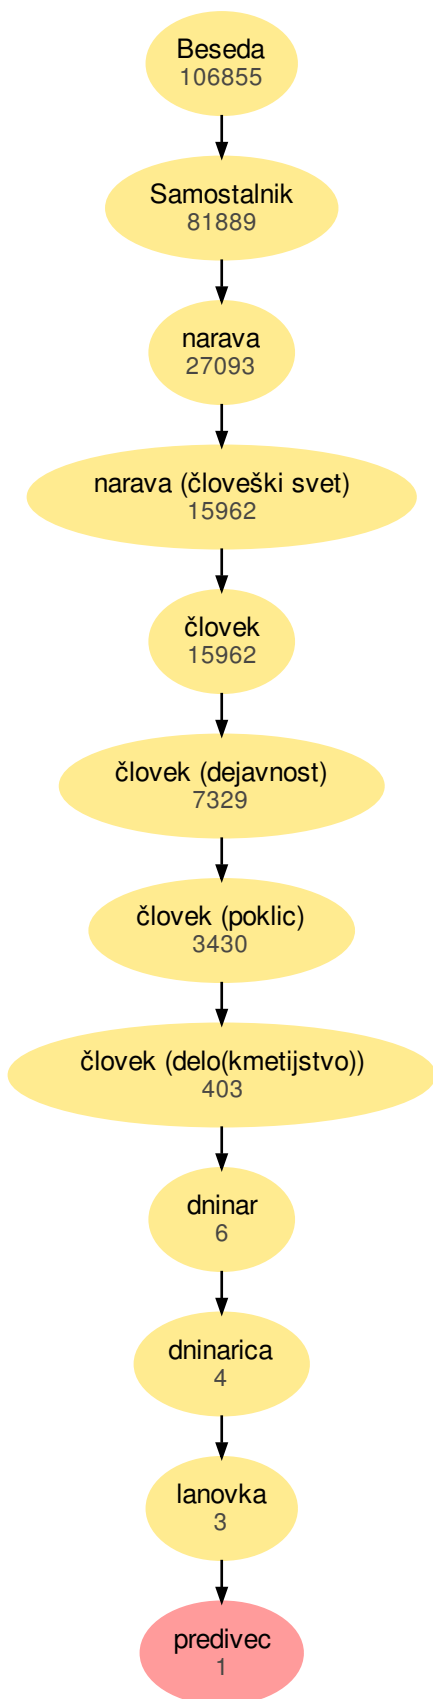 Beseda
106855
Samostalnik
81889
narava
27093
narava (človeški svet)
15962
človek
15962
človek (dejavnost)
7329
človek (poklic)
3430
človek (delo(kmetijstvo))
403
dninar
6
dninarica
4
lanovka
3
predivec
1